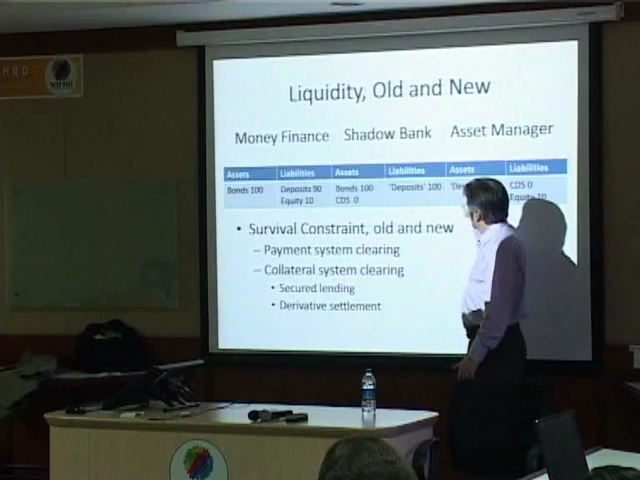 HRD
WIPRO
Liquidity, Old and New
Money Finance Shadow Bank Asset Manager
Assets Liabilities Assets Liabilities Assets Liabilities
Bonds 100 Deposits 90 Bonds 100 'Deposits' 100 CDS 0
Equity 10 CDS 0 Equity 10
• Survival Constraint, old and new
– Payment system clearing
– Collateral system clearing
• Secured lending
• Derivative settlement